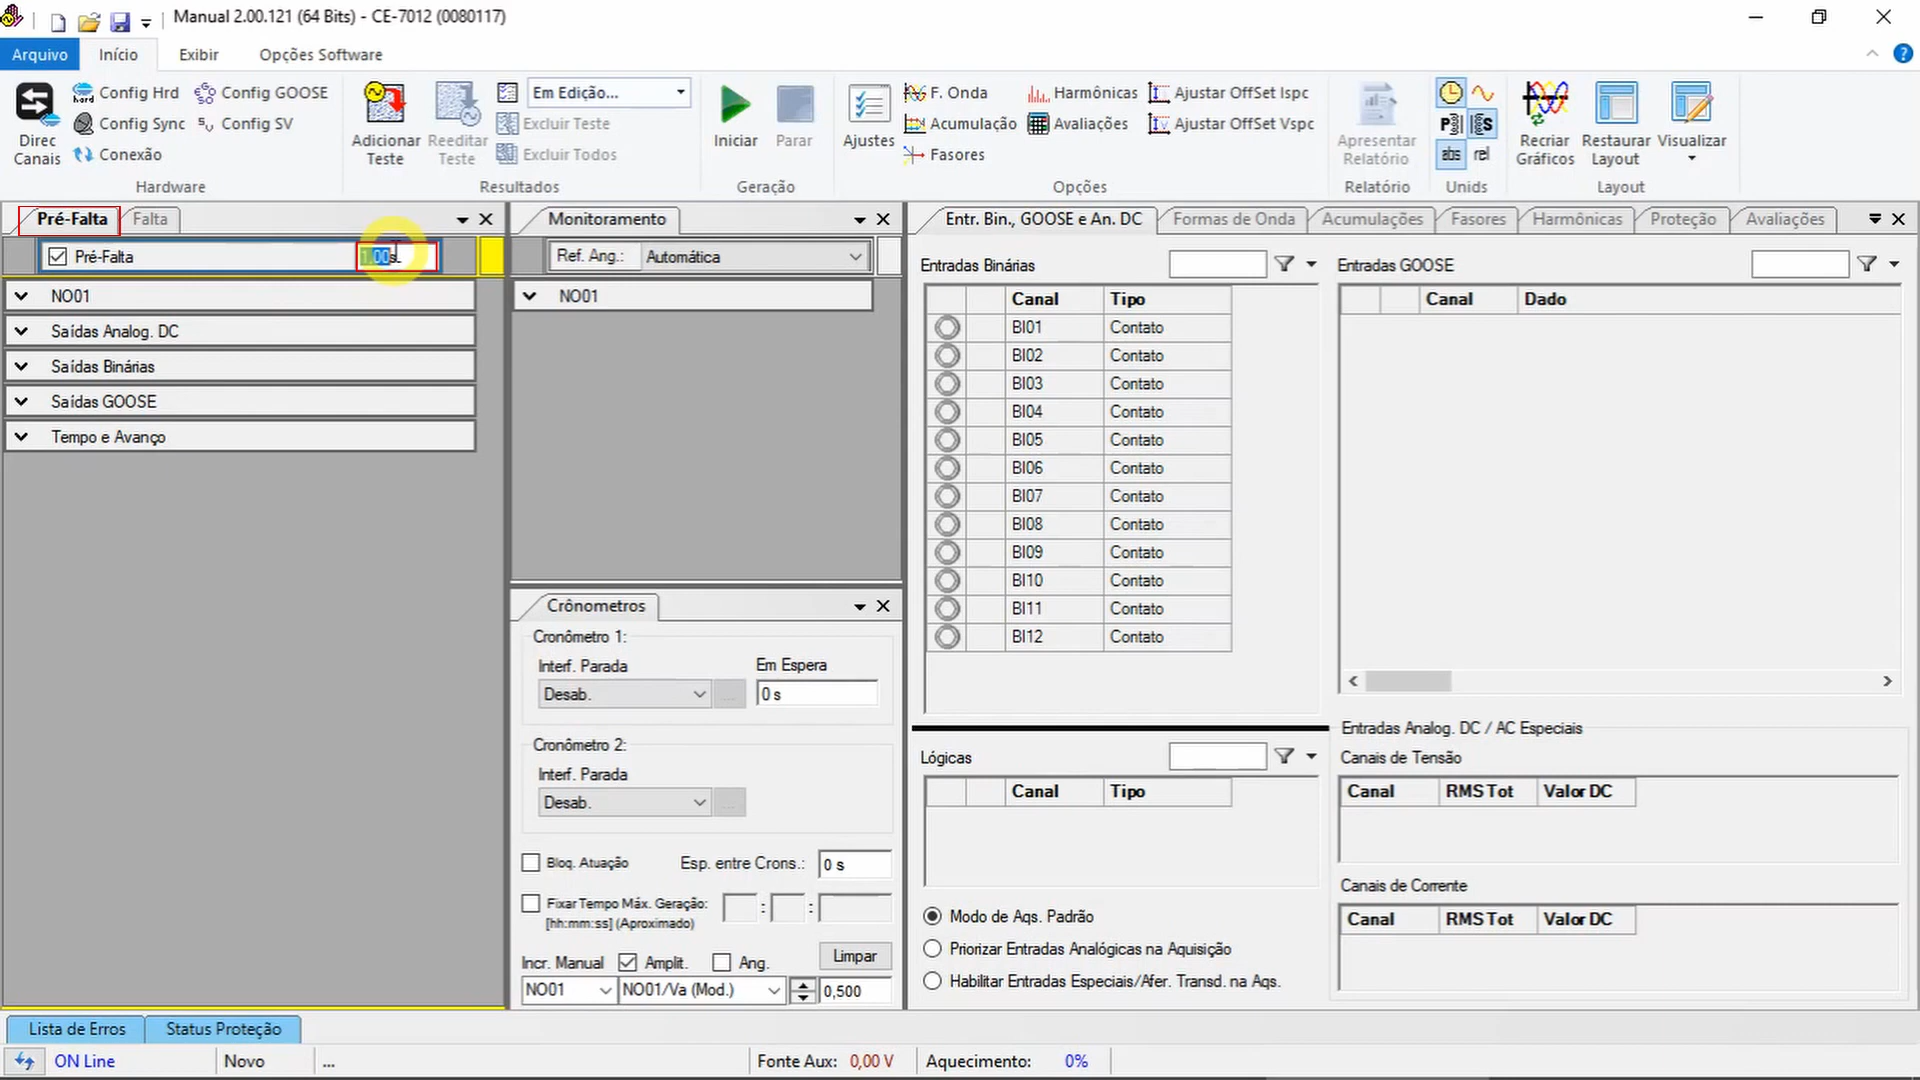 Manual 2.00.121 (64 Bits) - CE-7012 (0080117)
Arquivo Início Exibir Opções Software
Direc Canais
Config Hrd Config GOOSE
Config Sync Config SV
Conexão
Hardware
Adicionar Teste
Reeditar Teste
Em Edição...
Excluir Teste
Excluir Todos
Resultados
Iniciar Parar
Geração
Ajustes
F. Onda Harmônicas Ajustar OffSet Ispc
Acumulação Avaliações Ajustar OffSet Vspc
Fasores
Opções
Apresentar Relatório
Relatório
abs rel
Unids
Recriar Gráficos
Restaurar Layout
Visualizar
Layout
Pré-Falta Falta
Pré-Falta 1.00s
NO01
Saídas Analog. DC
Saídas Binárias
Saídas GOOSE
Tempo e Avanço
Monitoramento
Ref. Ang.: Automática
NO01
Crônometros
Cronômetro 1:
Interf. Parada Em Espera
Desab. ... 0 s
Cronômetro 2:
Interf. Parada
Desab. ...
Bloq. Atuação Esp. entre Crons.: 0 s
Fixar Tempo Máx. Geração: : :
[hh:mm:ss] (Aproximado)
Incr. Manual Amplit. Ang. Limpar
NO01 NO01/Va (Mod.) 0,500
Entr. Bin., GOOSE e An. DC Formas de Onda Acumulações Fasores Harmônicas Proteção Avaliações
Entradas Binárias
Canal Tipo
BI01 Contato
BI02 Contato
BI03 Contato
BI04 Contato
BI05 Contato
BI06 Contato
BI07 Contato
BI08 Contato
BI09 Contato
BI10 Contato
BI11 Contato
BI12 Contato
Entradas GOOSE
Canal Dado
Lógicas
Canal Tipo
Modo de Aqs. Padrão
Priorizar Entradas Analógicas na Aquisição
Habilitar Entradas Especiais/Afer. Transd. na Aqs.
Entradas Analog. DC / AC Especiais
Canais de Tensão
Canal RMS Tot Valor DC
Canais de Corrente
Canal RMS Tot Valor DC
Lista de Erros Status Proteção
ON Line Novo ... Fonte Aux: 0,00 V Aquecimento: 0%